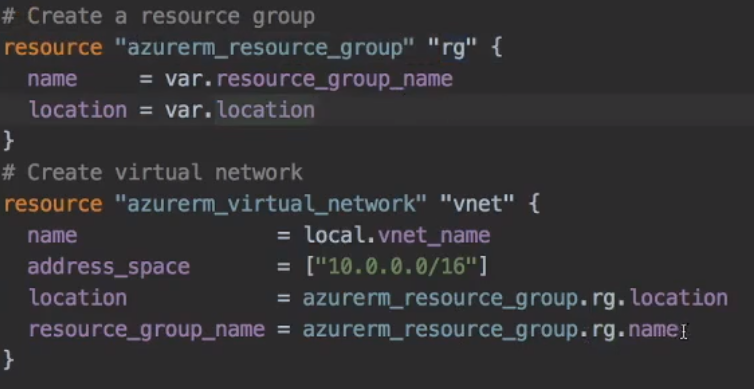 # Create a resource group
resource "azurerm_resource_group" "rg" {
  name     = var.resource_group_name
  location = var.location
}
# Create virtual network
resource "azurerm_virtual_network" "vnet" {
  name                = local.vnet_name
  address_space       = ["10.0.0.0/16"]
  location            = azurerm_resource_group.rg.location
  resource_group_name = azurerm_resource_group.rg.name
}